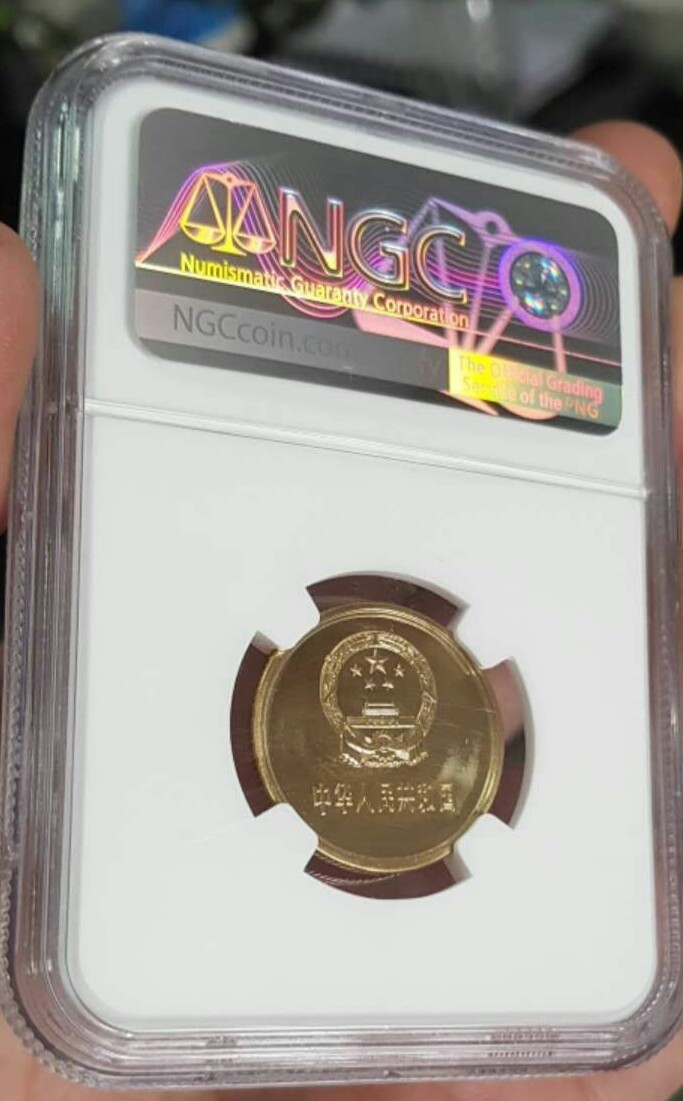 NGC
Numismatic Guaranty Corporation
NGCcoin.com
The Official Grading
Service of the PNG
中华人民共和国